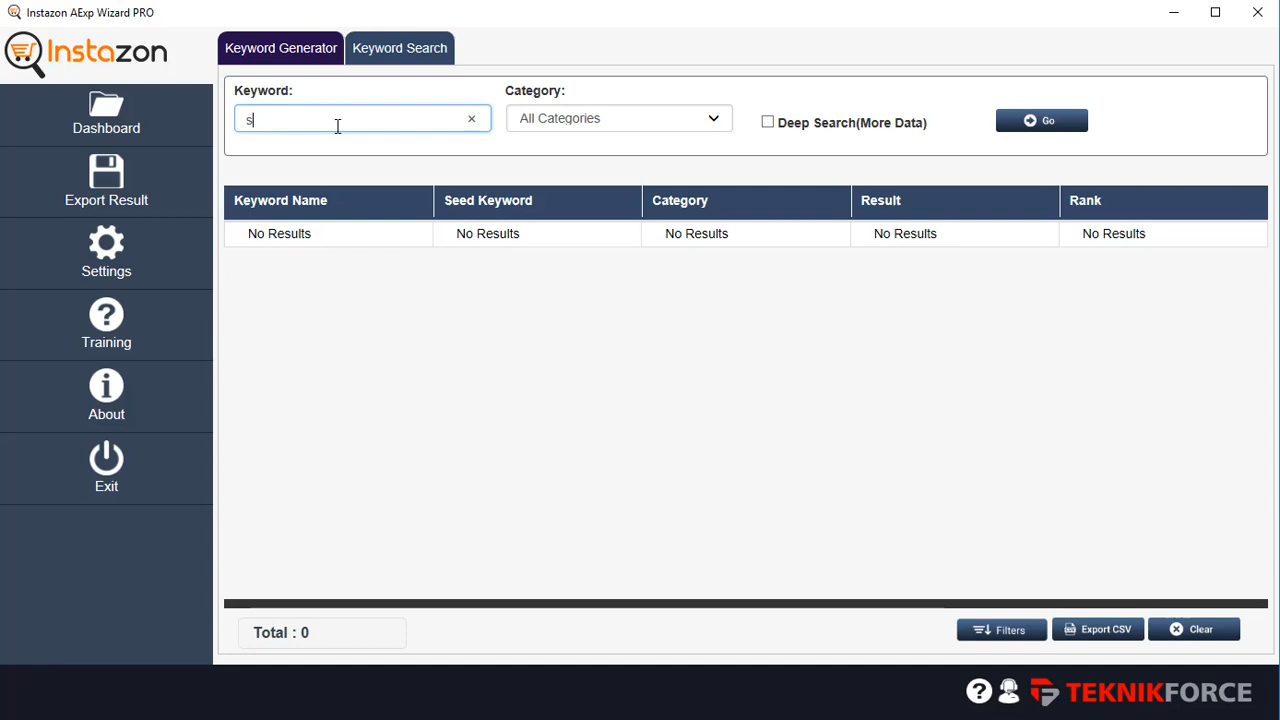 Instazon AExp Wizard PRO
Instazon
Dashboard
Export Result
Settings
Training
About
Exit
Keyword Generator
Keyword Search
Keyword:
s
Category:
All Categories
Deep Search(More Data)
Go
Keyword Name Seed Keyword Category Result Rank
No Results No Results No Results No Results No Results
Total : 0
Filters
Export CSV
Clear
TEKNIKFORCE